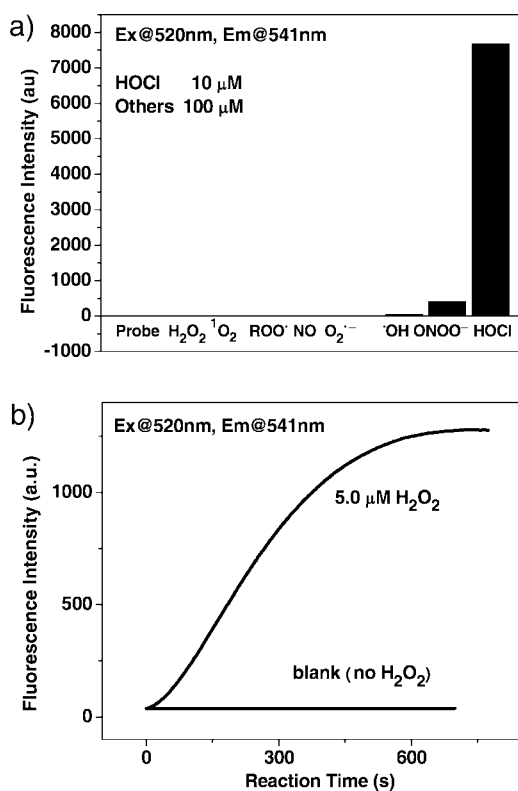 a)
Ex@520nm, Em@541nm
HOCl 10 μM
Others 100 μM
Fluorescence Intensity (au)
8000
7000
6000
5000
4000
3000
2000
1000
0
-1000
Probe H₂O₂ ¹O₂ ROO˙ NO O₂˙⁻ ˙OH ONOO⁻ HOCl
b)
Ex@520nm, Em@541nm
Fluorescence Intensity (a.u.)
1000
500
0
5.0 μM H₂O₂
blank (no H₂O₂)
0 300 600
Reaction Time (s)